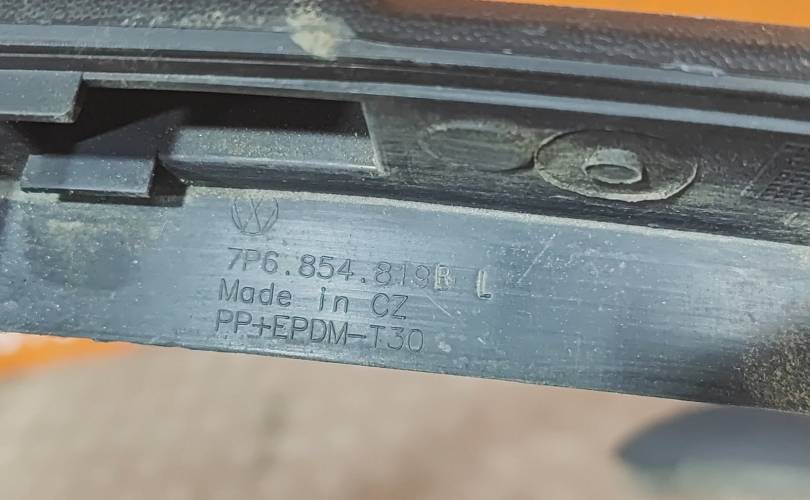 7P6.854.819B L
Made in CZ
PP+EPDM-T30